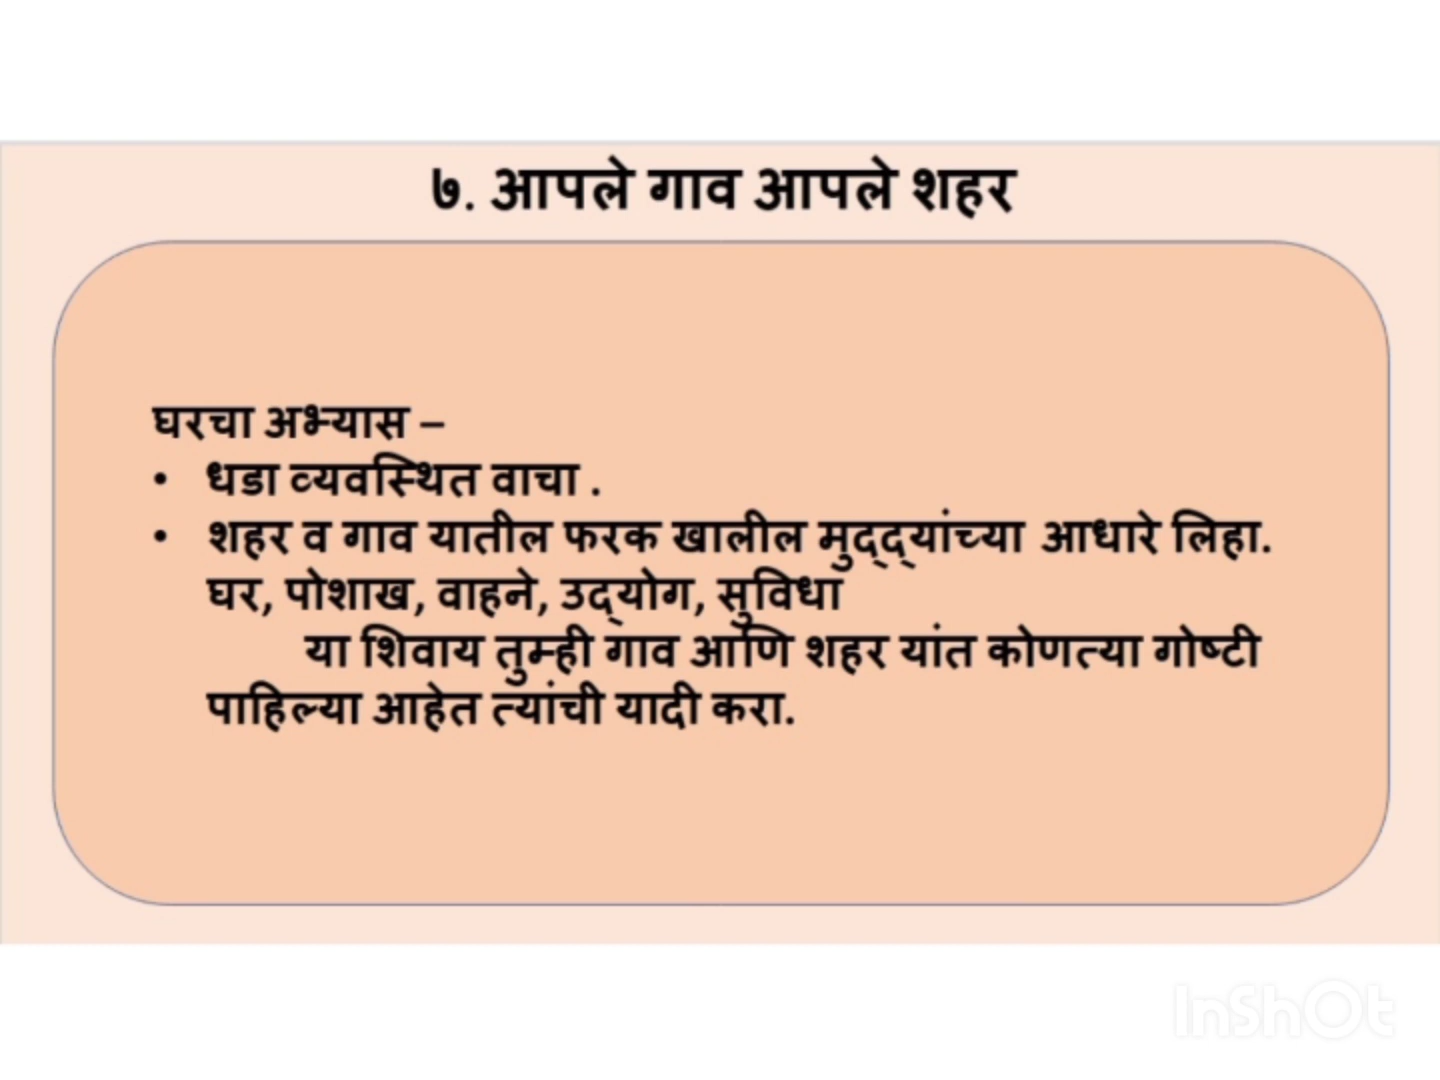 ७. आपले गाव आपले शहर
घरचा अभ्यास –
• धडा व्यवस्थित वाचा .
• शहर व गाव यातील फरक खालील मुद्द्यांच्या आधारे लिहा.
घर, पोशाख, वाहने, उद्योग, सुविधा
या शिवाय तुम्ही गाव आणि शहर यांत कोणत्या गोष्टी
पाहिल्या आहेत त्यांची यादी करा.
InShOt